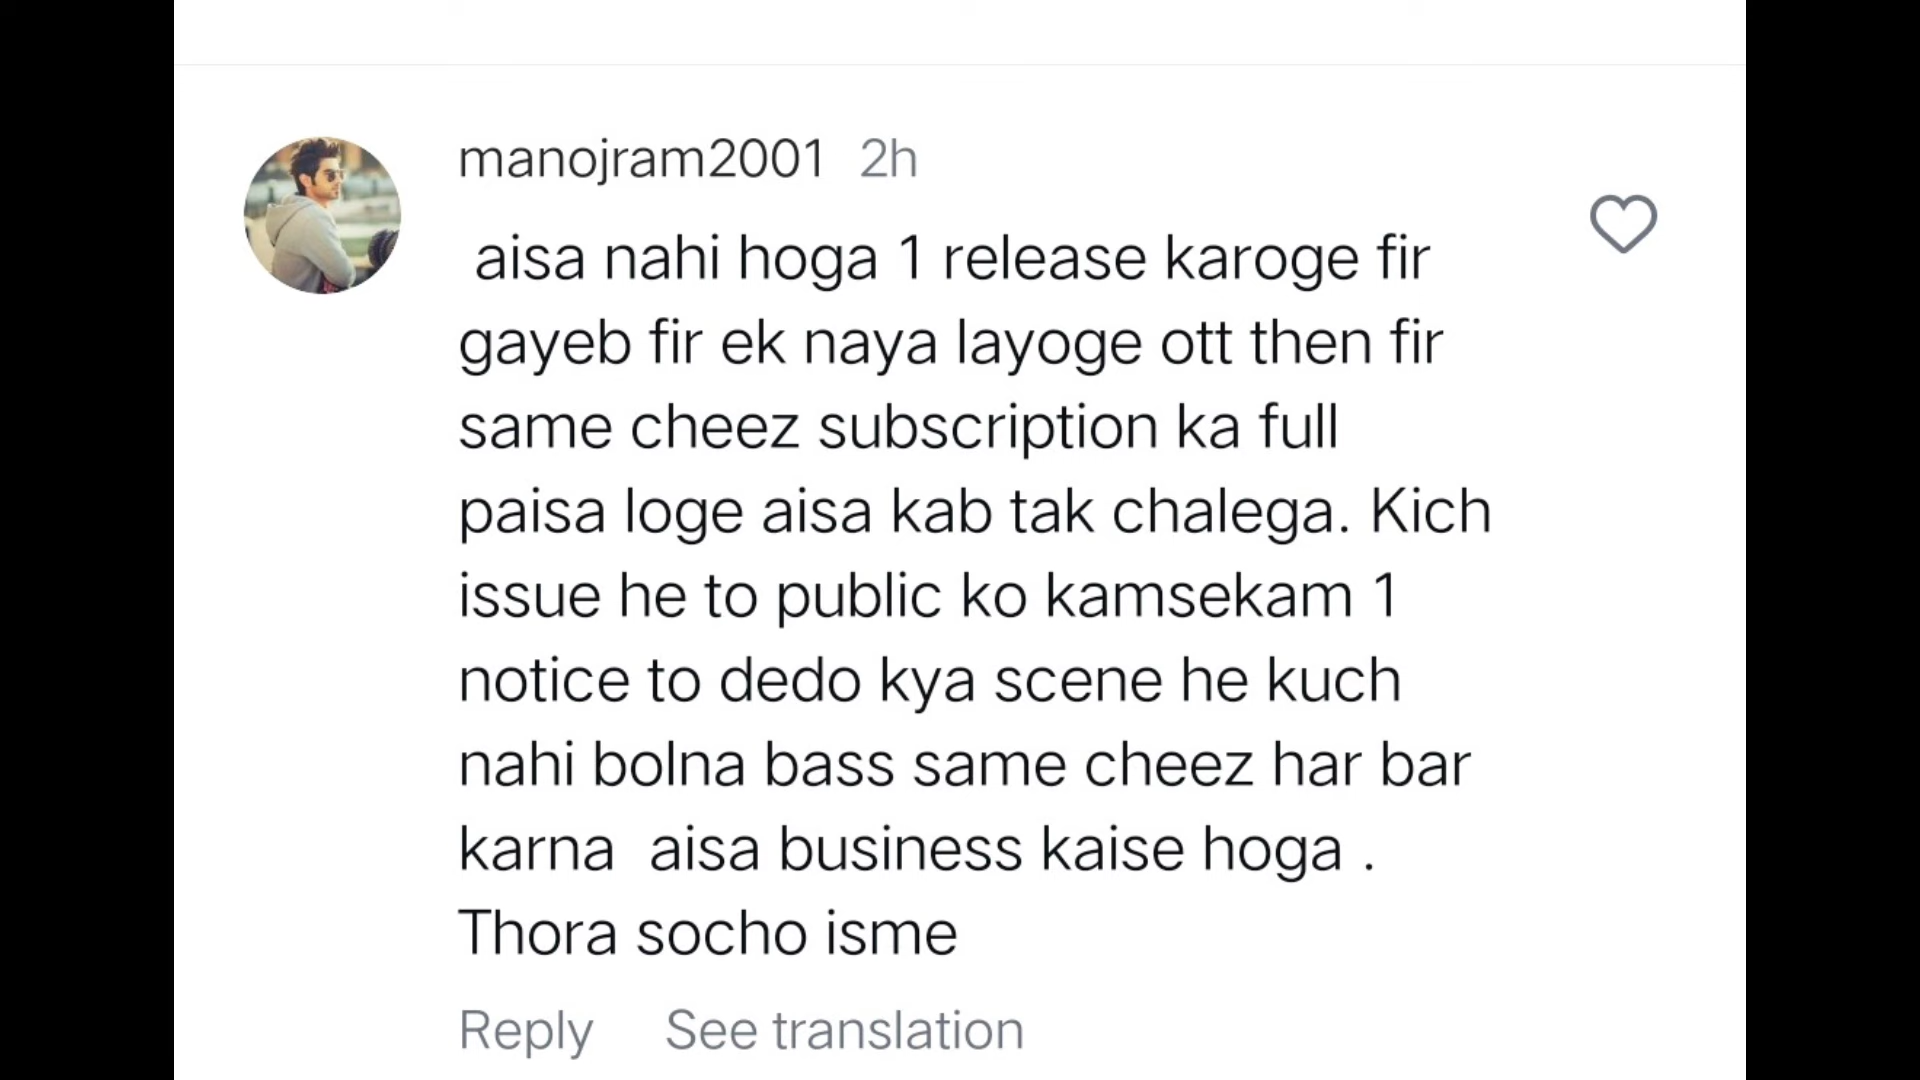 manojram2001 2h
aisa nahi hoga 1 release karoge fir
gayeb fir ek naya layoge ott then fir
same cheez subscription ka full
paisa loge aisa kab tak chalega. Kich
issue he to public ko kamsekam 1
notice to dedo kya scene he kuch
nahi bolna bass same cheez har bar
karna  aisa business kaise hoga .
Thora socho isme
Reply See translation